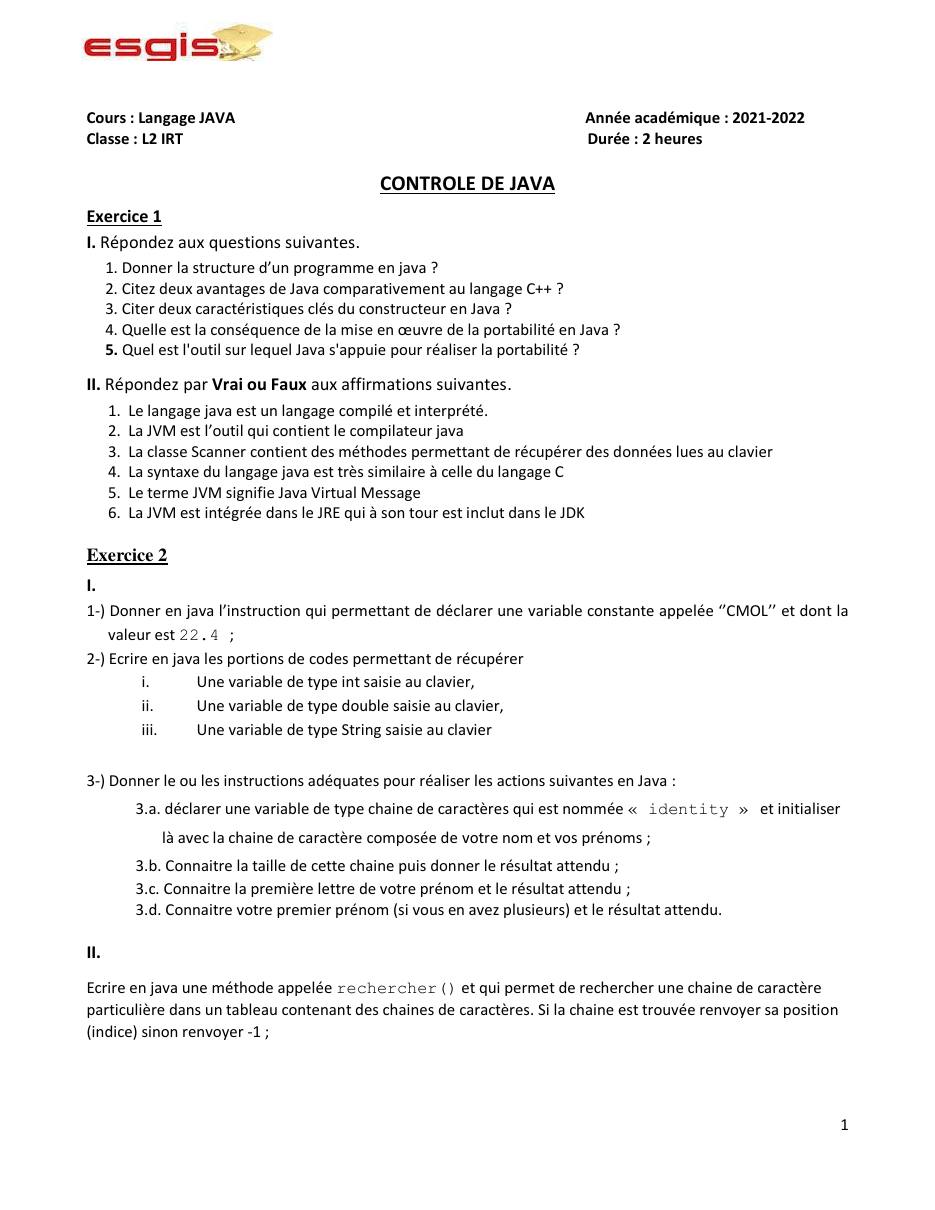 esgis
Cours : Langage JAVA Année académique : 2021-2022
Classe : L2 IRT Durée : 2 heures
CONTROLE DE JAVA
Exercice 1
I. Répondez aux questions suivantes.
1. Donner la structure d’un programme en java ?
2. Citez deux avantages de Java comparativement au langage C++ ?
3. Citer deux caractéristiques clés du constructeur en Java ?
4. Quelle est la conséquence de la mise en œuvre de la portabilité en Java ?
5. Quel est l'outil sur lequel Java s'appuie pour réaliser la portabilité ?
II. Répondez par Vrai ou Faux aux affirmations suivantes.
1. Le langage java est un langage compilé et interprété.
2. La JVM est l’outil qui contient le compilateur java
3. La classe Scanner contient des méthodes permettant de récupérer des données lues au clavier
4. La syntaxe du langage java est très similaire à celle du langage C
5. Le terme JVM signifie Java Virtual Message
6. La JVM est intégrée dans le JRE qui à son tour est inclut dans le JDK
Exercice 2
I.
1-) Donner en java l’instruction qui permettant de déclarer une variable constante appelée ‘’CMOL’’ et dont la
valeur est 22.4 ;
2-) Ecrire en java les portions de codes permettant de récupérer
i. Une variable de type int saisie au clavier,
ii. Une variable de type double saisie au clavier,
iii. Une variable de type String saisie au clavier
3-) Donner le ou les instructions adéquates pour réaliser les actions suivantes en Java :
3.a. déclarer une variable de type chaine de caractères qui est nommée « identity » et initialiser
là avec la chaine de caractère composée de votre nom et vos prénoms ;
3.b. Connaitre la taille de cette chaine puis donner le résultat attendu ;
3.c. Connaitre la première lettre de votre prénom et le résultat attendu ;
3.d. Connaitre votre premier prénom (si vous en avez plusieurs) et le résultat attendu.
II.
Ecrire en java une méthode appelée rechercher() et qui permet de rechercher une chaine de caractère
particulière dans un tableau contenant des chaines de caractères. Si la chaine est trouvée renvoyer sa position
(indice) sinon renvoyer -1 ;
1